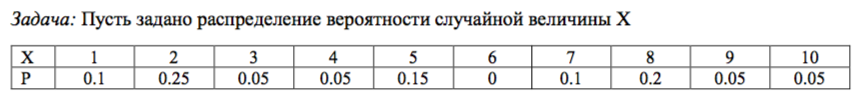 Задача: Пусть задано распределение вероятности случайной величины X
X 1 2 3 4 5 6 7 8 9 10
P 0.1 0.25 0.05 0.05 0.15 0 0.1 0.2 0.05 0.05